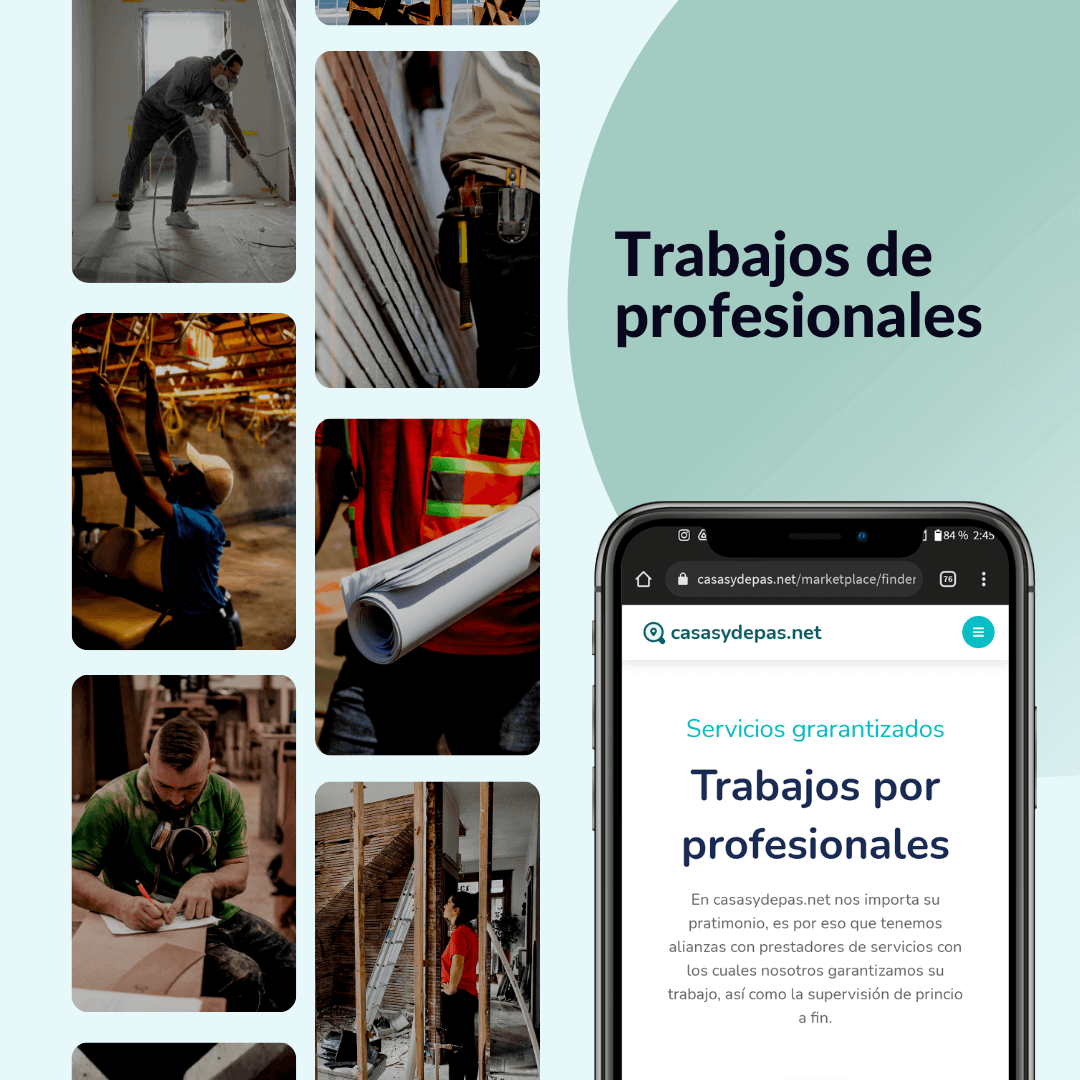 Trabajos de
profesionales
84 % 2:45
casasydepas.net/marketplace/finder
76
casasydepas.net
Servicios grarantizados
Trabajos por
profesionales
En casasydepas.net nos importa su
pratimonio, es por eso que tenemos
alianzas con prestadores de servicios con
los cuales nosotros garantizamos su
trabajo, así como la supervisión de princio
a fin.